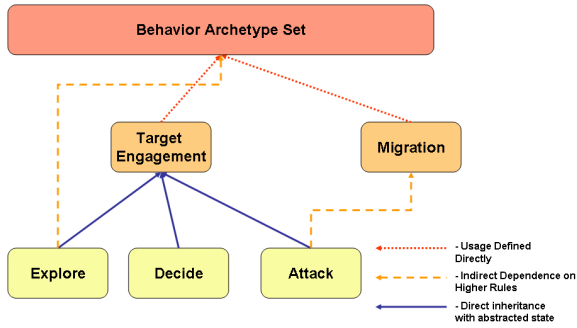 Behavior Archetype Set
Target
Engagement
Migration
Explore
Decide
Attack
- Usage Defined
Directly
- Indirect Dependence on
Higher Rules
- Direct inheritance
with abstracted state